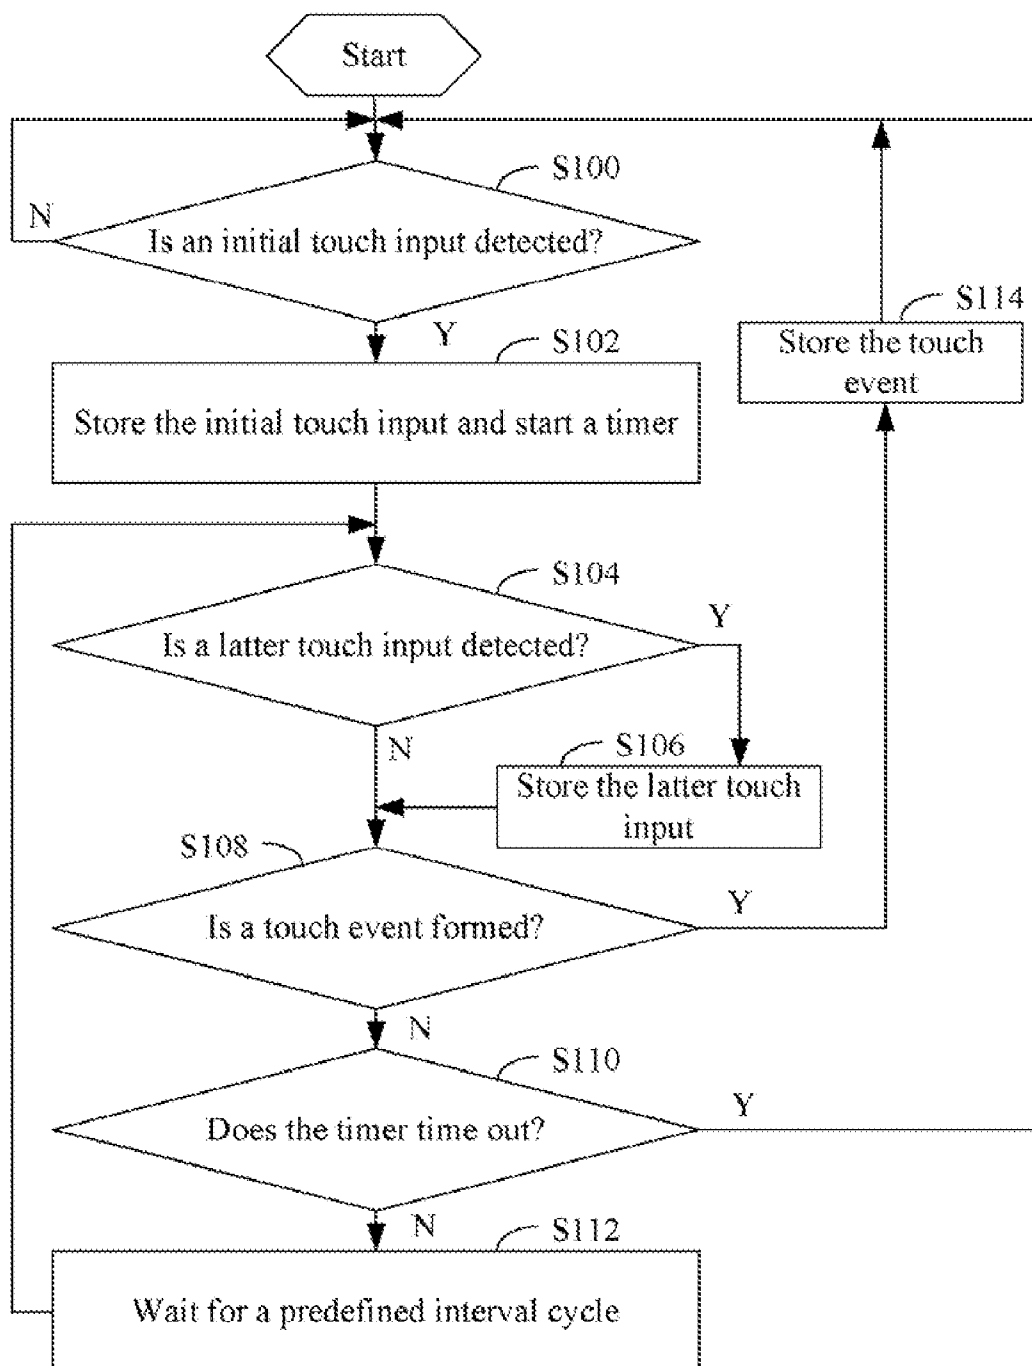 Start
S100
N
Is an initial touch input detected?
Y
S102
Store the initial touch input and start a timer
S114
Store the touch
event
S104
Y
Is a latter touch input detected?
N
S106
Store the latter touch
input
S108
Y
Is a touch event formed?
N
S110
Y
Does the timer time out?
N
S112
Wait for a predefined interval cycle